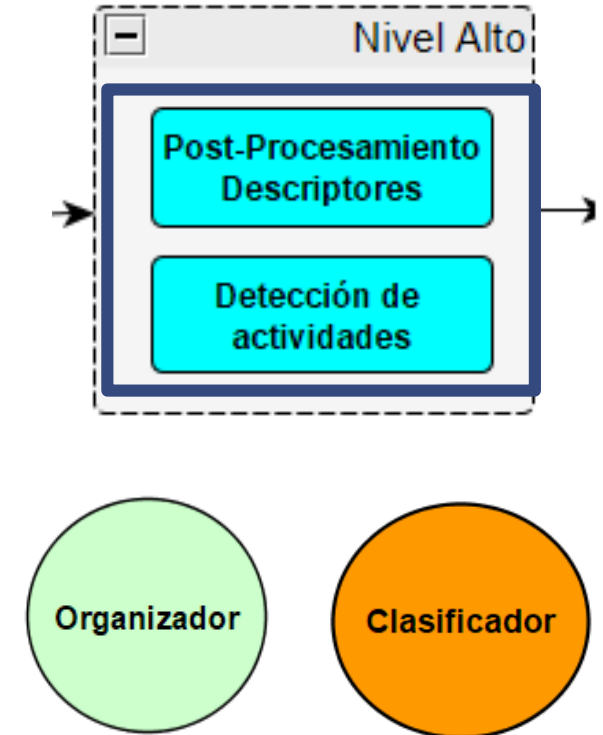 Nivel Alto
Post-Procesamiento
Descriptores
Detección de
actividades
Organizador
Clasificador